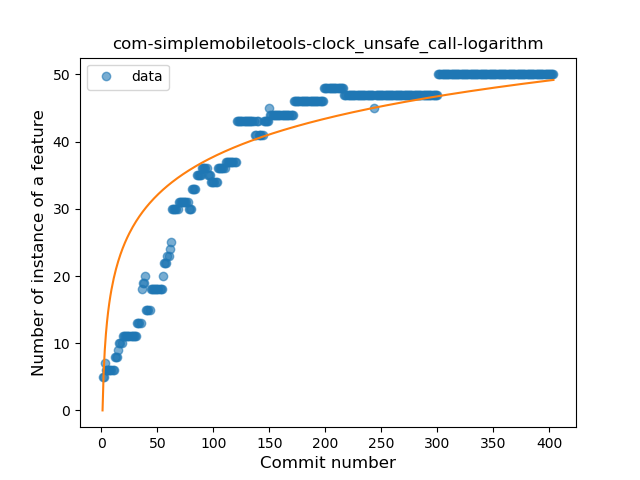 com-simplemobiletools-clock_unsafe_call-logarithm
data
Number of instance of a feature
50
40
30
20
10
0
0 50 100 150 200 250 300 350 400
Commit number